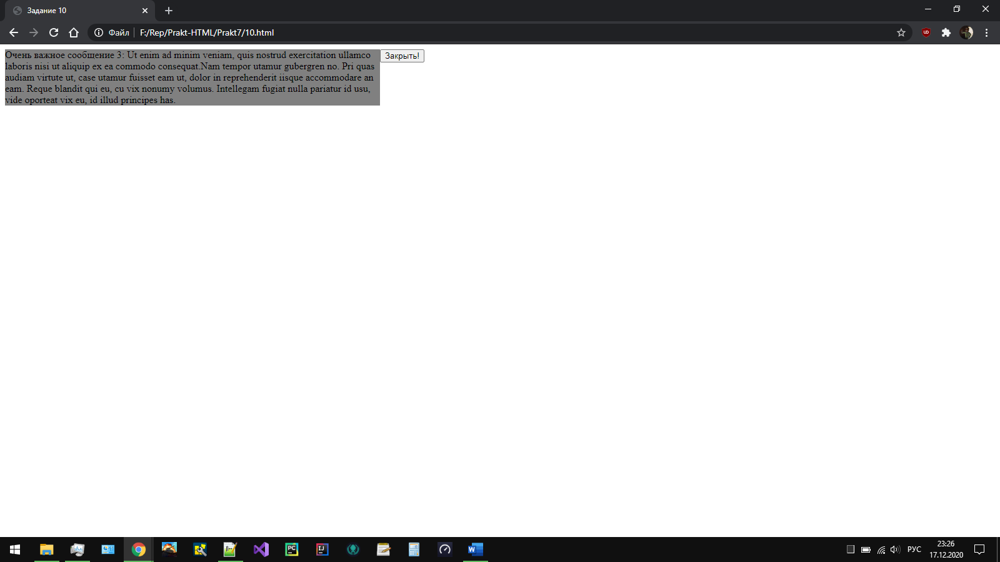 Задание 10
Файл F:/Rep/Prakt-HTML/Prakt7/10.html
Очень важное сообщение 3: Ut enim ad minim veniam, quis nostrud exercitation ullamco
laboris nisi ut aliquip ex ea commodo consequat.Nam tempor utamur gubergren no. Pri quas
audiam virtute ut, case utamur fuisset eam ut, dolor in reprehenderit iisque accommodare an
eam. Reque blandit qui eu, cu vix nonumy volumus. Intellegam fugiat nulla pariatur id usu,
vide oporteat vix eu, id illud principes has.
Закрыть!
PC
IJ
W
РУС
23:26
17.12.2020